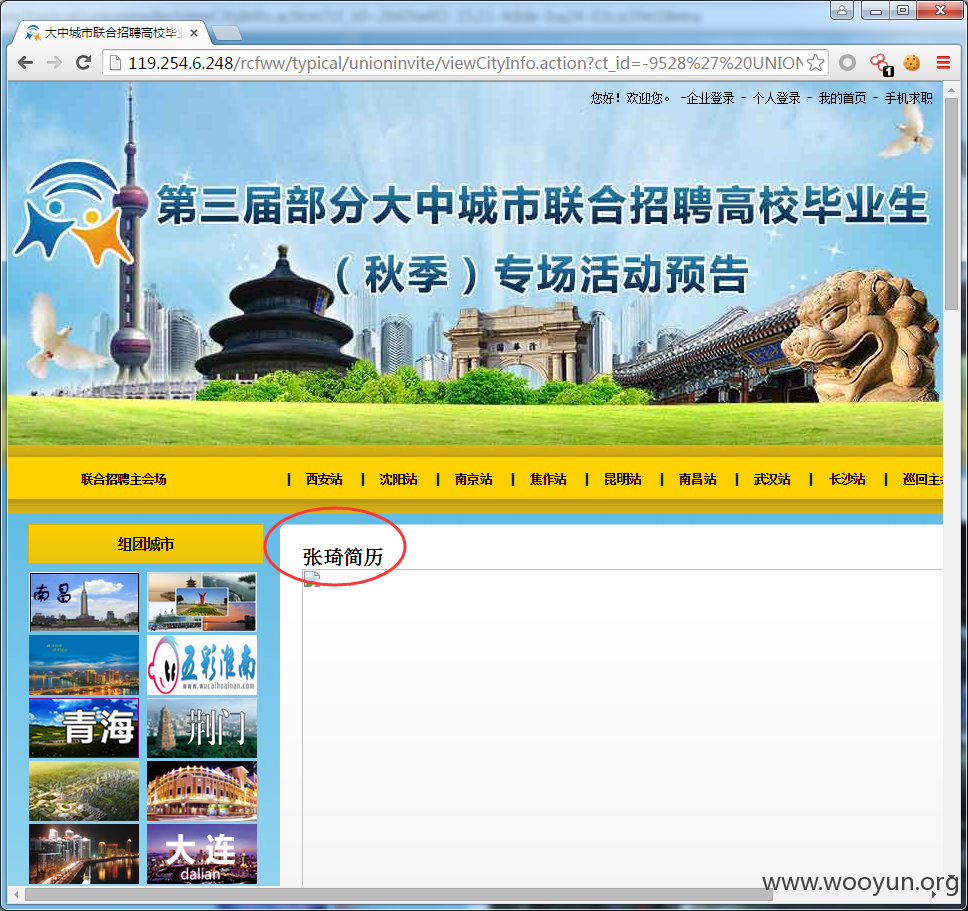 大中城市联合招聘高校毕业
119.254.6.248/rcfww/typical/unioninvite/viewCityInfo.action?ct_id=-9528%27%20UNION
1
您好！欢迎您。 -企业登录 - 个人登录 - 我的首页 - 手机求职
第三届部分大中城市联合招聘高校毕业生
（秋季）专场活动预告
联合招聘主会场 | 西安站 | 沈阳站 | 南京站 | 焦作站 | 昆明站 | 南昌站 | 武汉站 | 长沙站 | 巡回主会
组团城市
张琦简历
南昌
五彩淮南
www.wucaihuainan.com
青海
荆门
大连
dalian
www.wooyun.org